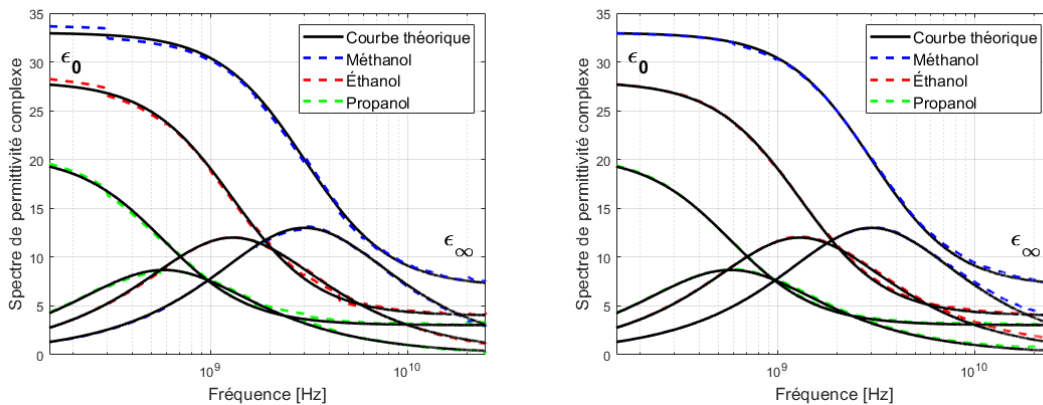 35
30
25
20
15
10
5
0
Spectre de permittivité complexe
ϵ0
ϵ∞
Courbe théorique
Méthanol
Éthanol
Propanol
10^9
10^10
Fréquence [Hz]
35
30
25
20
15
10
5
0
Spectre de permittivité complexe
ϵ0
ϵ∞
Courbe théorique
Méthanol
Éthanol
Propanol
10^9
10^10
Fréquence [Hz]